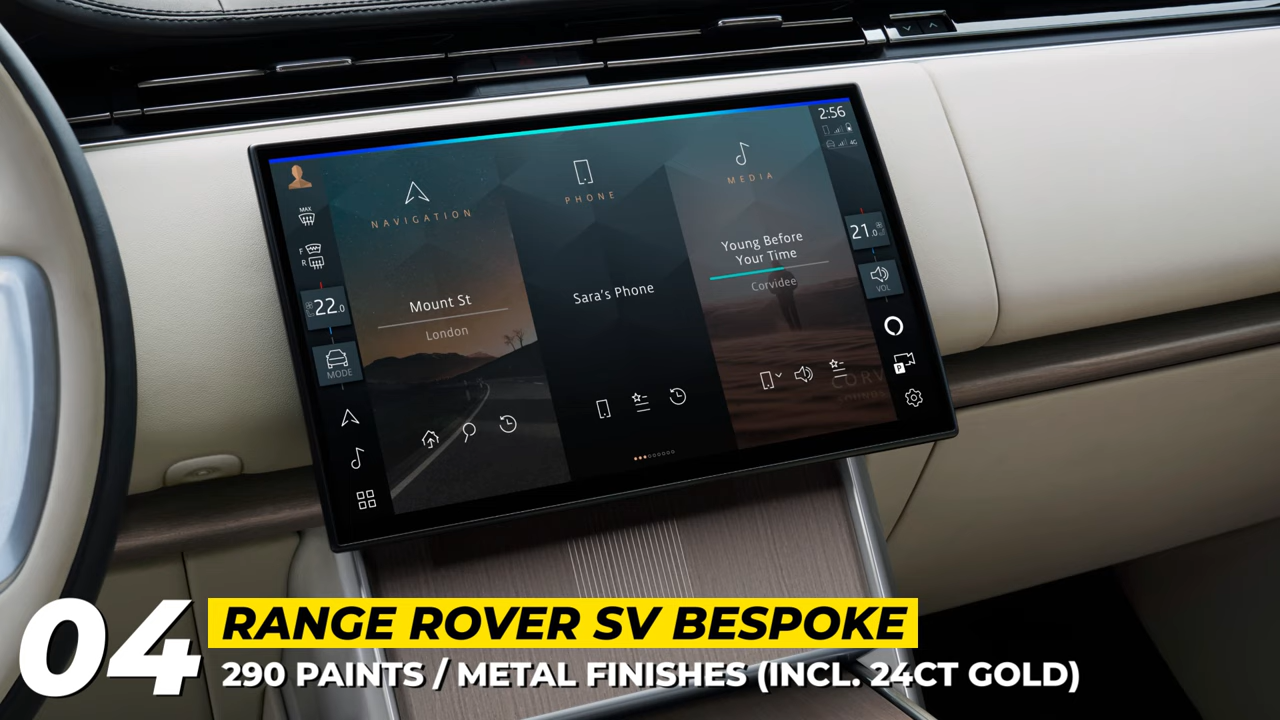 2:56
4G
MAX
F
R
22.0
MODE
NAVIGATION
Mount St
London
PHONE
Sara's Phone
MEDIA
Young Before
Your Time
Corvidee
21.0
VOL
P
04
RANGE ROVER SV BESPOKE
290 PAINTS / METAL FINISHES (INCL. 24CT GOLD)